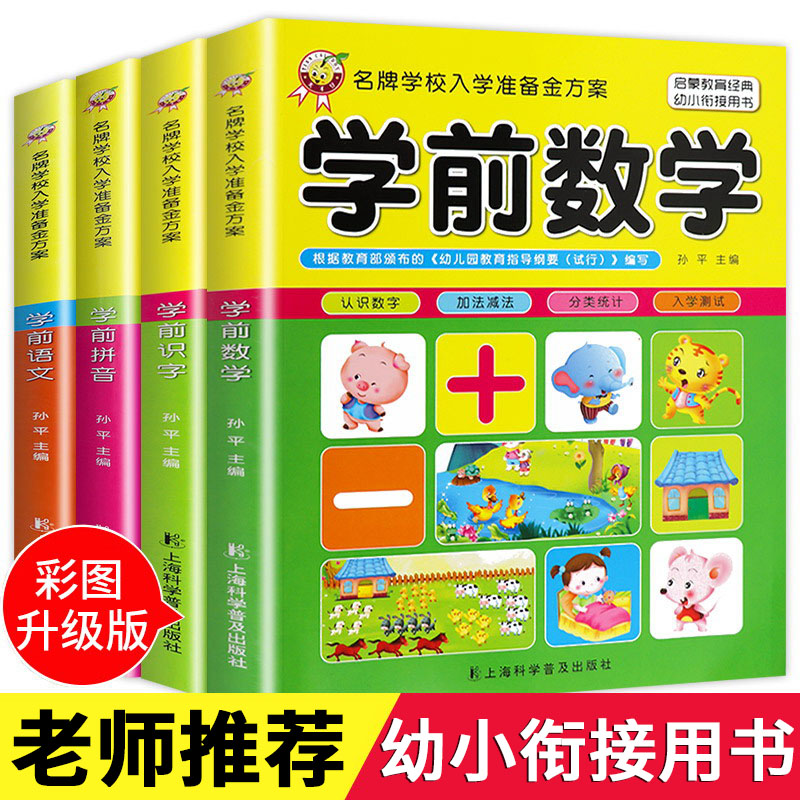 名牌学校入学准备金方案
启蒙教育经典
幼小衔接用书
学前数学
根据教育部颁布的《幼儿园教育指导纲要（试行）》编写
孙平 主编
认识数字
加法减法
分类统计
入学测试
上海科学普及出版社
名牌学校入学准备金方案
学前语文
孙平 主编
名牌学校入学准备金方案
学前拼音
孙平 主编
名牌学校入学准备金方案
学前识字
孙平 主编
上海科学普及出版社
名牌学校入学准备金方案
学前数学
孙平 主编
上海科学普及出版社
彩图
升级版
老师推荐
幼小衔接用书